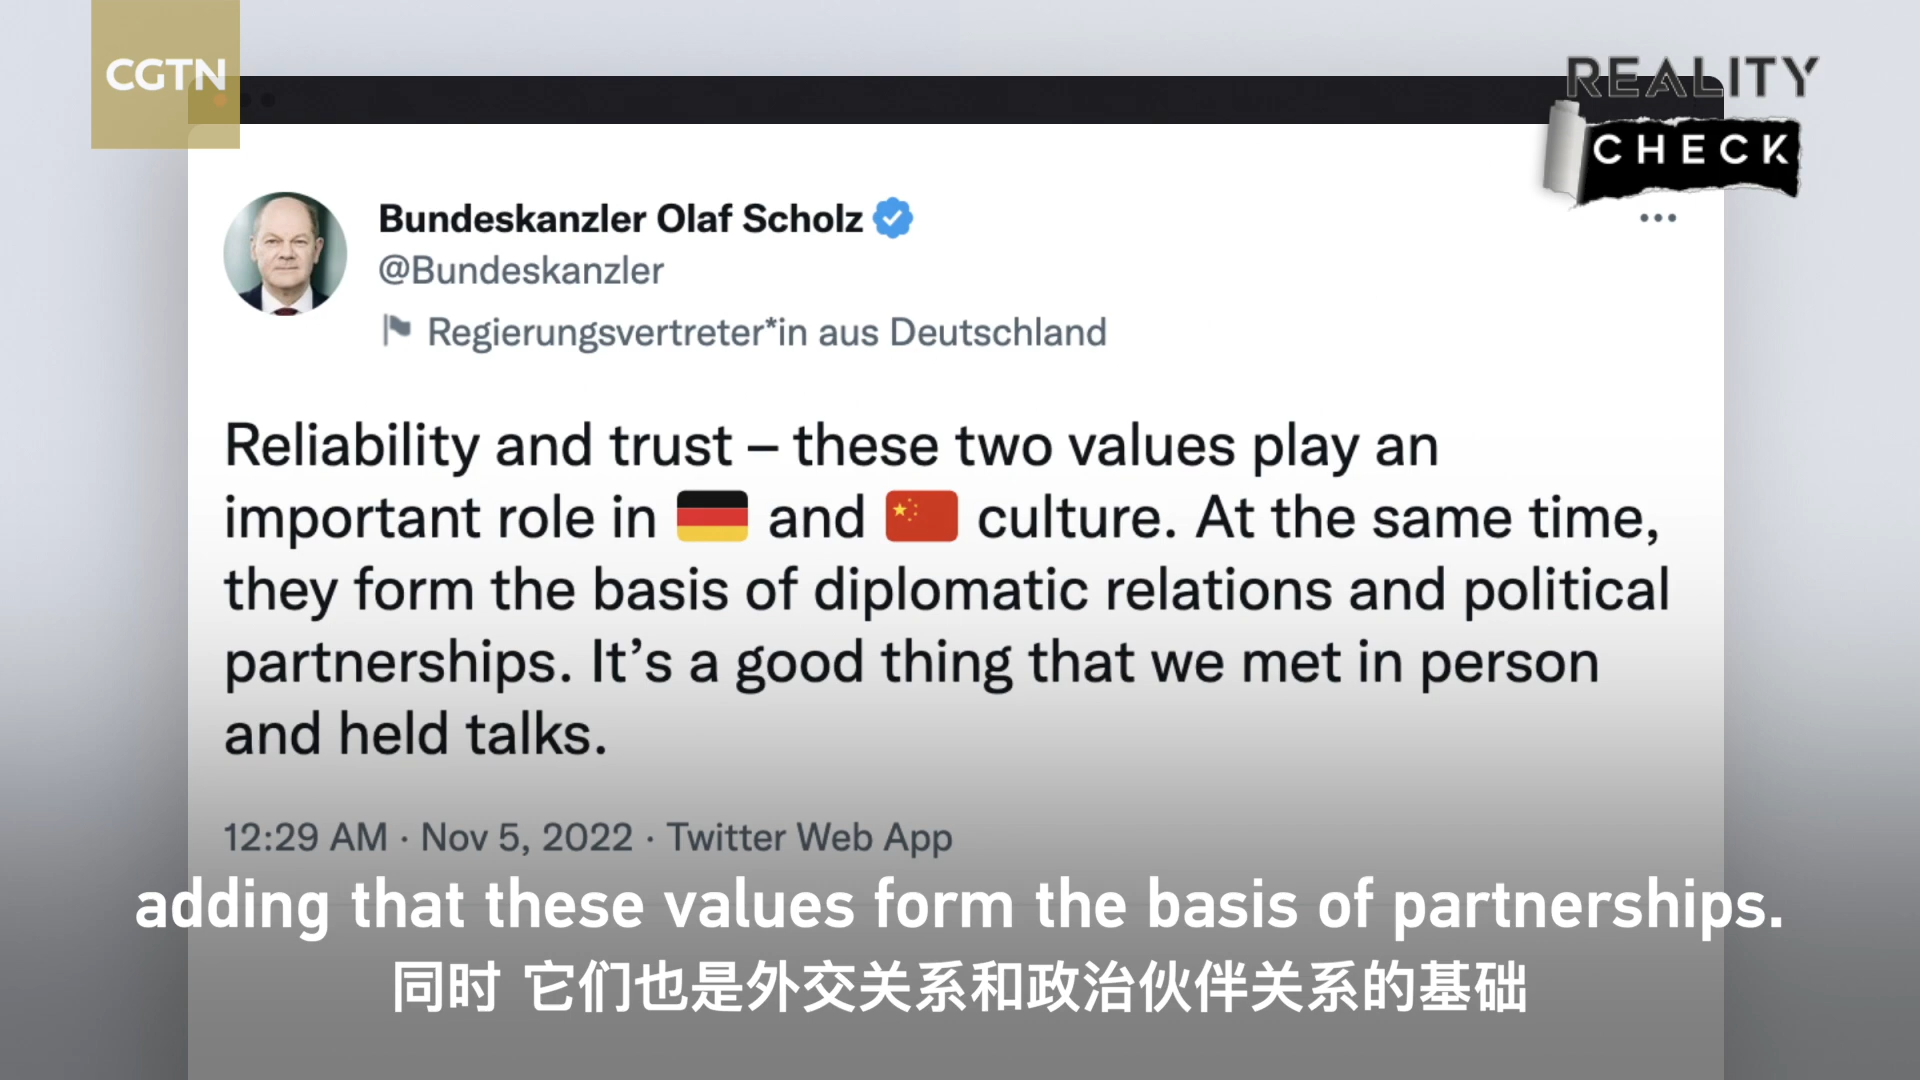 CGTN
REALITY
CHECK
Bundeskanzler Olaf Scholz
@Bundeskanzler
Regierungsvertreter*in aus Deutschland
Reliability and trust – these two values play an
important role in 🇩🇪 and 🇨🇳 culture. At the same time,
they form the basis of diplomatic relations and political
partnerships. It’s a good thing that we met in person
and held talks.
12:29 AM · Nov 5, 2022 · Twitter Web App
adding that these values form the basis of partnerships.
同时 它们也是外交关系和政治伙伴关系的基础